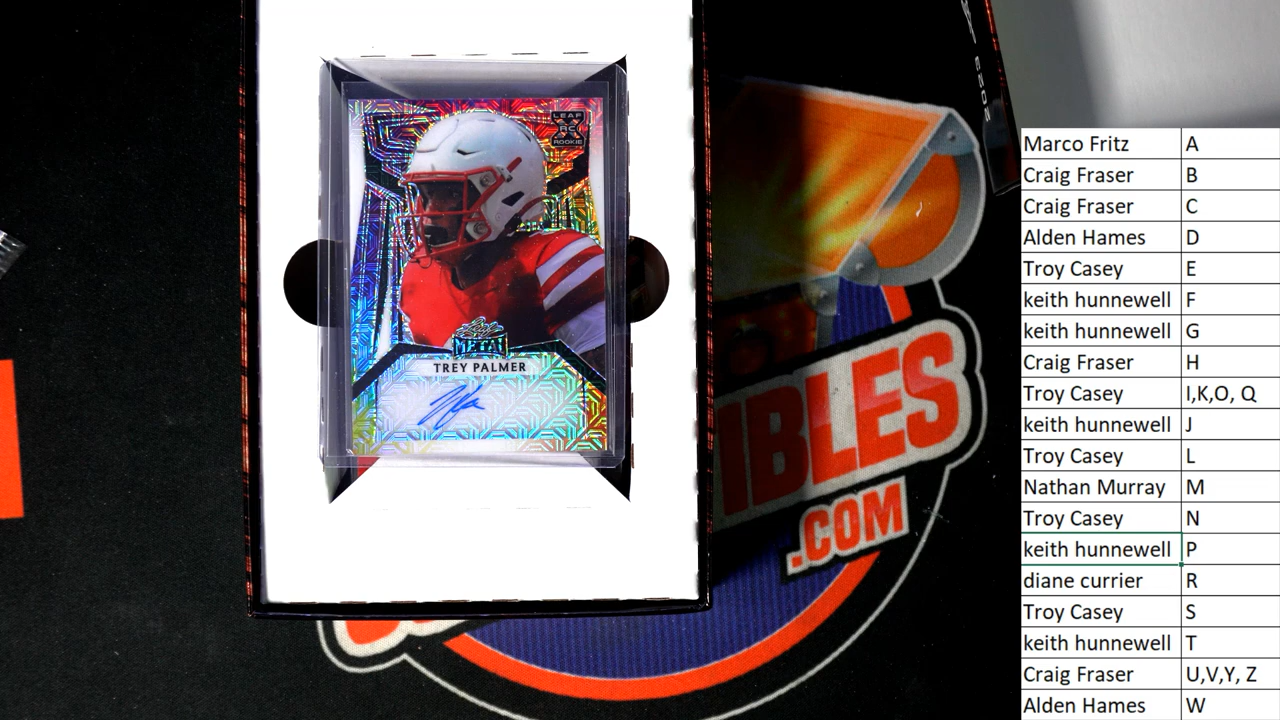 LEAF
RC
ROOKIE
Leaf
METAL
TREY PALMER
2023
IBLES
.COM
Marco Fritz A
Craig Fraser B
Craig Fraser C
Alden Hames D
Troy Casey E
keith hunnewell F
keith hunnewell G
Craig Fraser H
Troy Casey I,K,O, Q
keith hunnewell J
Troy Casey L
Nathan Murray M
Troy Casey N
keith hunnewell P
diane currier R
Troy Casey S
keith hunnewell T
Craig Fraser U,V,Y, Z
Alden Hames W